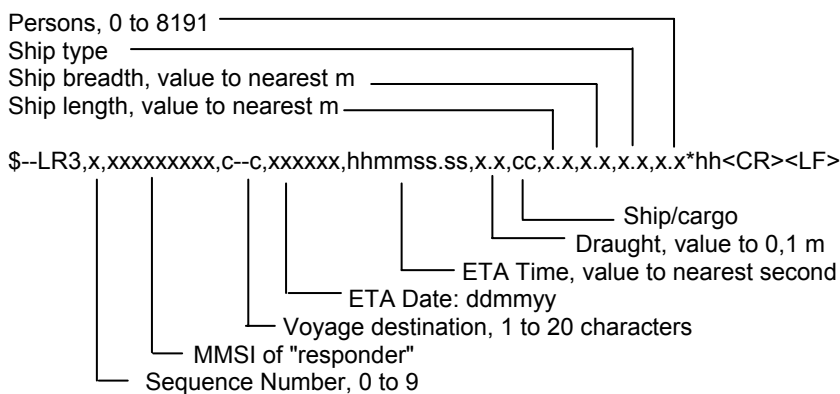 Persons, 0 to 8191
Ship type
Ship breadth, value to nearest m
Ship length, value to nearest m
$--LR3,x,xxxxxxxxx,c--c,xxxxxx,hhmmss.ss,x.x,cc,x.x,x.x,x.x,x.x*hh<CR><LF>
Ship/cargo
Draught, value to 0,1 m
ETA Time, value to nearest second
ETA Date: ddmmyy
Voyage destination, 1 to 20 characters
MMSI of "responder"
Sequence Number, 0 to 9